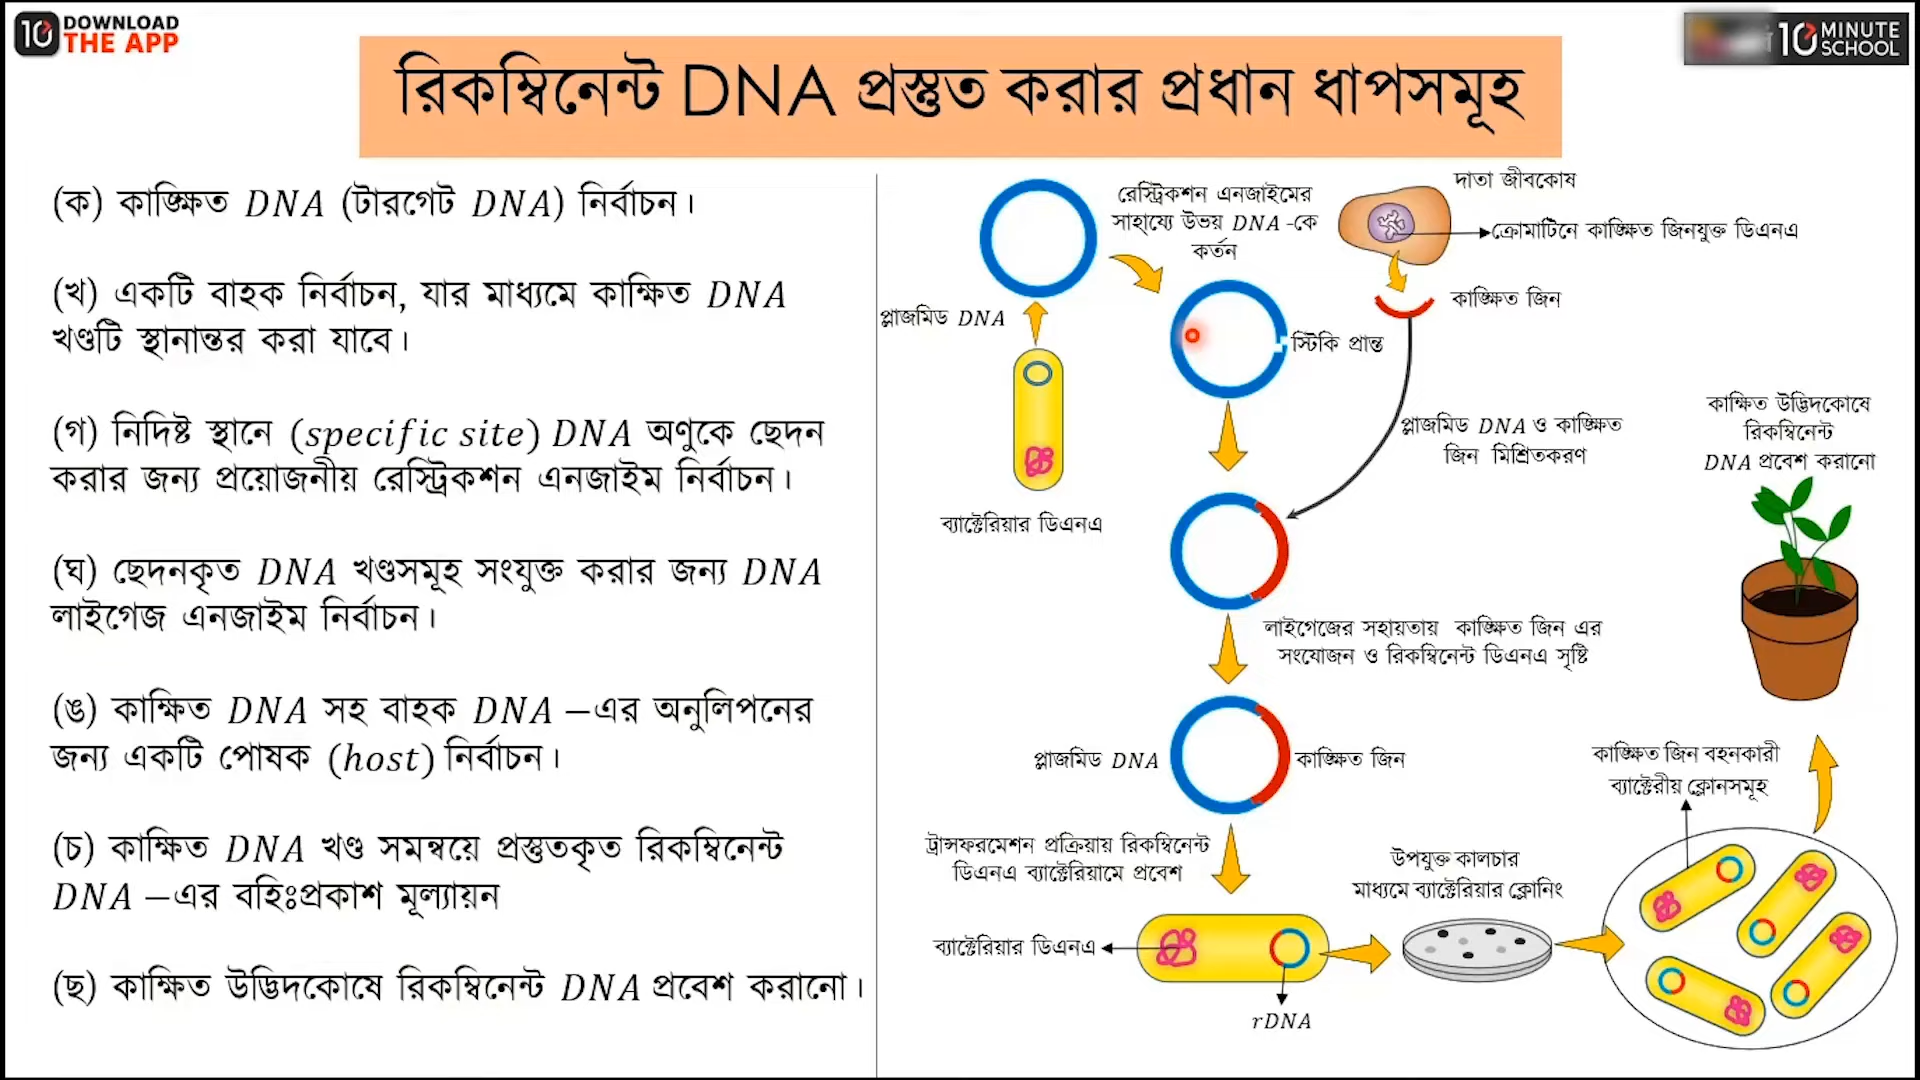 10 DOWNLOAD
THE APP
10 MINUTE
SCHOOL
রিকম্বিনেন্ট DNA প্রস্তুত করার প্রধান ধাপসমূহ
(ক) কাঙ্ক্ষিত DNA (টারগেট DNA) নির্বাচন।
(খ) একটি বাহক নির্বাচন, যার মাধ্যমে কাক্ষিত DNA
খণ্ডটি স্থানান্তর করা যাবে।
(গ) নিদিষ্ট স্থানে (specific site) DNA অণুকে ছেদন
করার জন্য প্রয়োজনীয় রেস্ট্রিকশন এনজাইম নির্বাচন।
(ঘ) ছেদনকৃত DNA খণ্ডসমূহ সংযুক্ত করার জন্য DNA
লাইগেজ এনজাইম নির্বাচন।
(ঙ) কাক্ষিত DNA সহ বাহক DNA –এর অনুলিপনের
জন্য একটি পোষক (host) নির্বাচন।
(চ) কাক্ষিত DNA খণ্ড সমন্বয়ে প্রস্তুতকৃত রিকম্বিনেন্ট
DNA –এর বহিঃপ্রকাশ মূল্যায়ন
(ছ) কাক্ষিত উদ্ভিদকোষে রিকম্বিনেন্ট DNA প্রবেশ করানো।
রেস্ট্রিকশন এনজাইমের
সাহায্যে উভয় DNA -কে
কর্তন
দাতা জীবকোষ
ক্রোমাটিনে কাঙ্ক্ষিত জিনযুক্ত ডিএনএ
কাঙ্ক্ষিত জিন
প্লাজমিড DNA
স্টিকি প্রান্ত
প্লাজমিড DNA ও কাঙ্ক্ষিত
জিন মিশ্রিতকরণ
কাক্ষিত উদ্ভিদকোষে
রিকম্বিনেন্ট
DNA প্রবেশ করানো
ব্যাক্টেরিয়ার ডিএনএ
লাইগেজের সহায়তায় কাঙ্ক্ষিত জিন এর
সংযোজন ও রিকম্বিনেন্ট ডিএনএ সৃষ্টি
প্লাজমিড DNA
কাঙ্ক্ষিত জিন
কাঙ্ক্ষিত জিন বহনকারী
ব্যাক্টেরীয় ক্লোনসমূহ
ট্রান্সফরমেশন প্রক্রিয়ায় রিকম্বিনেন্ট
ডিএনএ ব্যাক্টেরিয়ামে প্রবেশ
উপযুক্ত কালচার
মাধ্যমে ব্যাক্টেরিয়ার ক্লোনিং
ব্যাক্টেরিয়ার ডিএনএ
rDNA